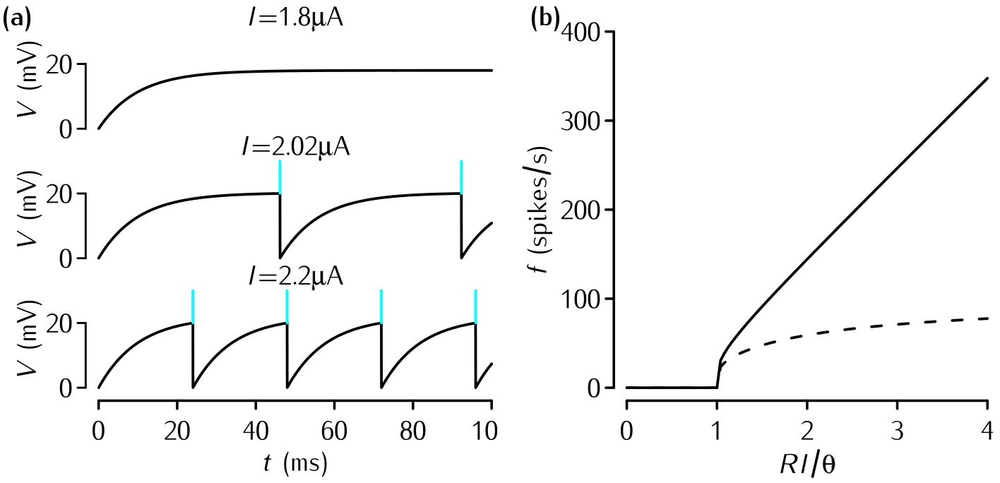 (a)
I=1.8μA
V (mV)
20
0
I=2.02μA
V (mV)
20
0
I=2.2μA
V (mV)
20
0
0 20 40 60 80 10
t (ms)
(b)
f (spikes/s)
400
300
200
100
0
0 1 2 3 4
RI/θ